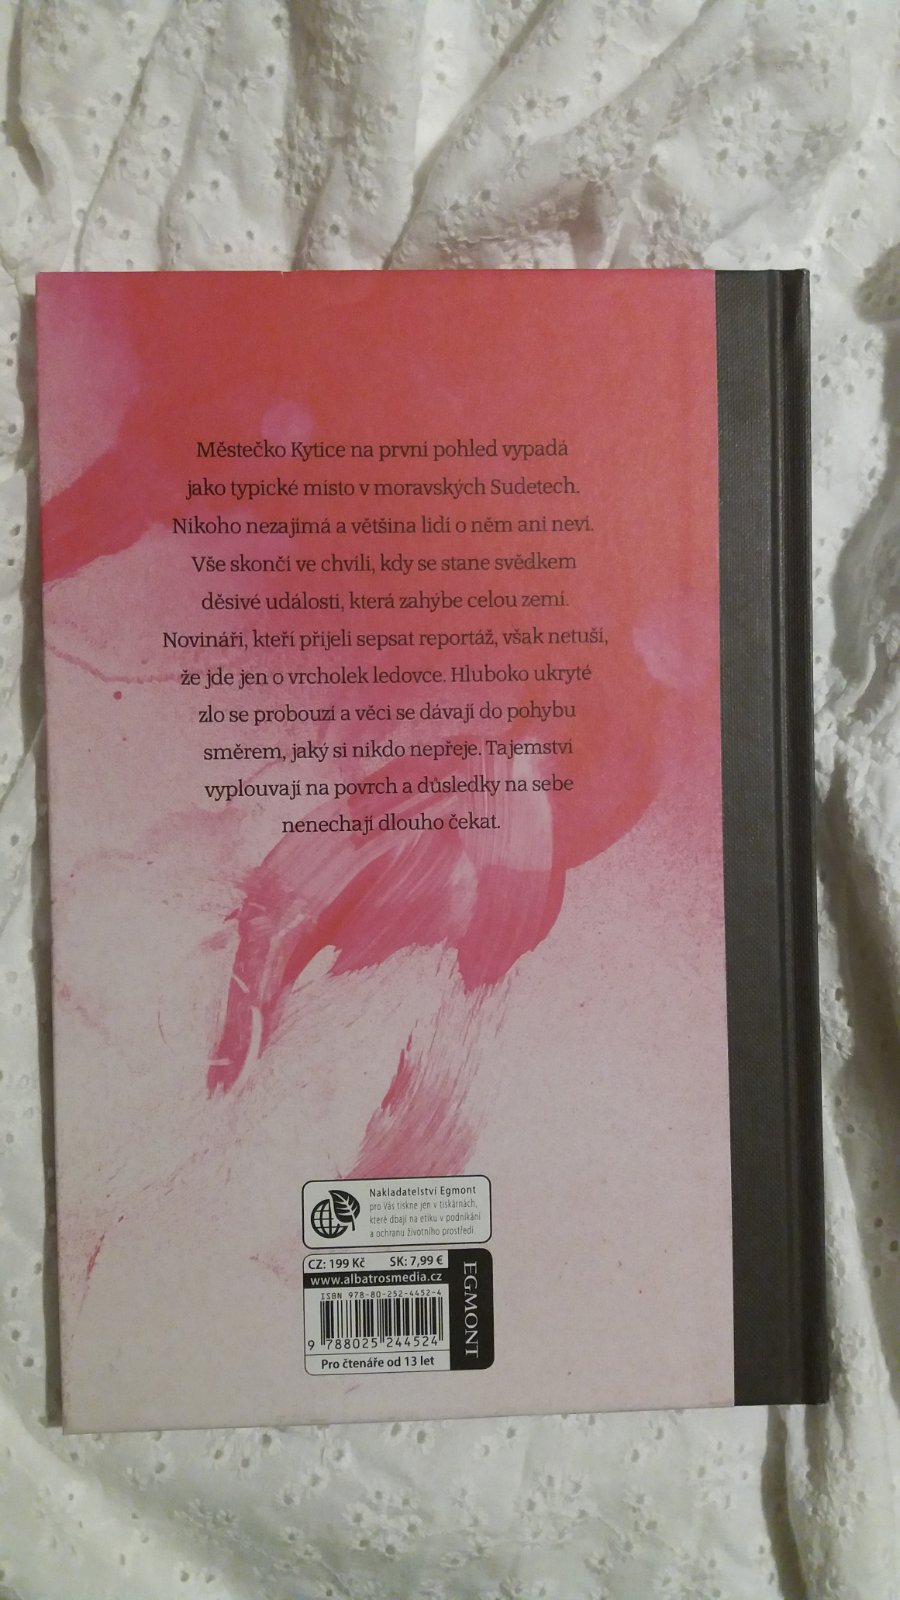 Městečko Kytice na první pohled vypadá
jako typické místo v moravských Sudetech.
Nikoho nezajímá a většina lidí o něm ani neví.
Vše skončí ve chvíli, kdy se stane svědkem
děsivé události, která zahýbe celou zemí.
Novináři, kteří přijeli sepsat reportáž, však netuší,
že jde jen o vrcholek ledovce. Hluboko ukryté
zlo se probouzí a věci se dávají do pohybu
směrem, jaký si nikdo nepřeje. Tajemství
vyplouvají na povrch a důsledky na sebe
nenechají dlouho čekat.
Nakladatelství Egmont
pro Vás tiskne jen v tiskárnách,
které dbají na etiku v podnikání
a ochranu životního prostředí.
CZ: 199 Kč SK: 7,99 €
www.albatrosmedia.cz
ISBN 978-80-252-4452-4
9 788025 244524
Pro čtenáře od 13 let
EGMONT